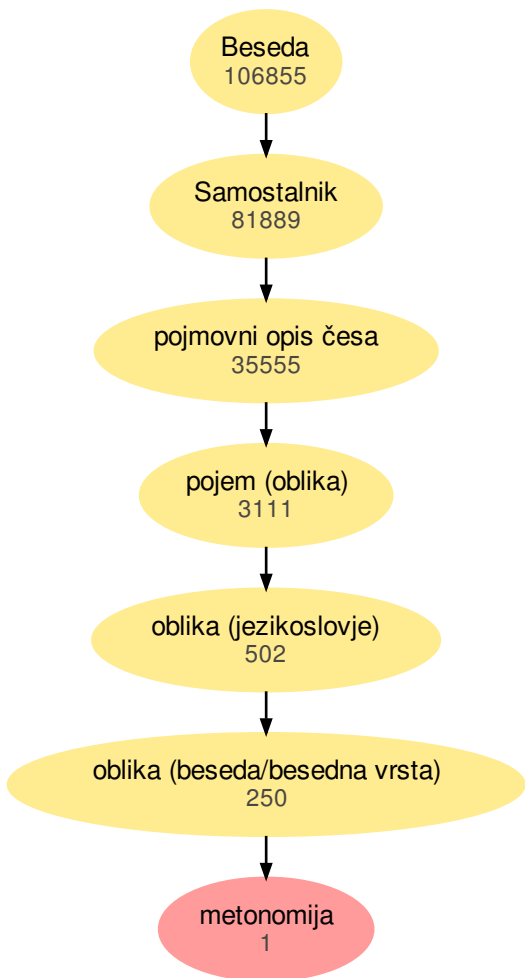 Beseda
106855
Samostalnik
81889
pojmovni opis česa
35555
pojem (oblika)
3111
oblika (jezikoslovje)
502
oblika (beseda/besedna vrsta)
250
metonomija
1